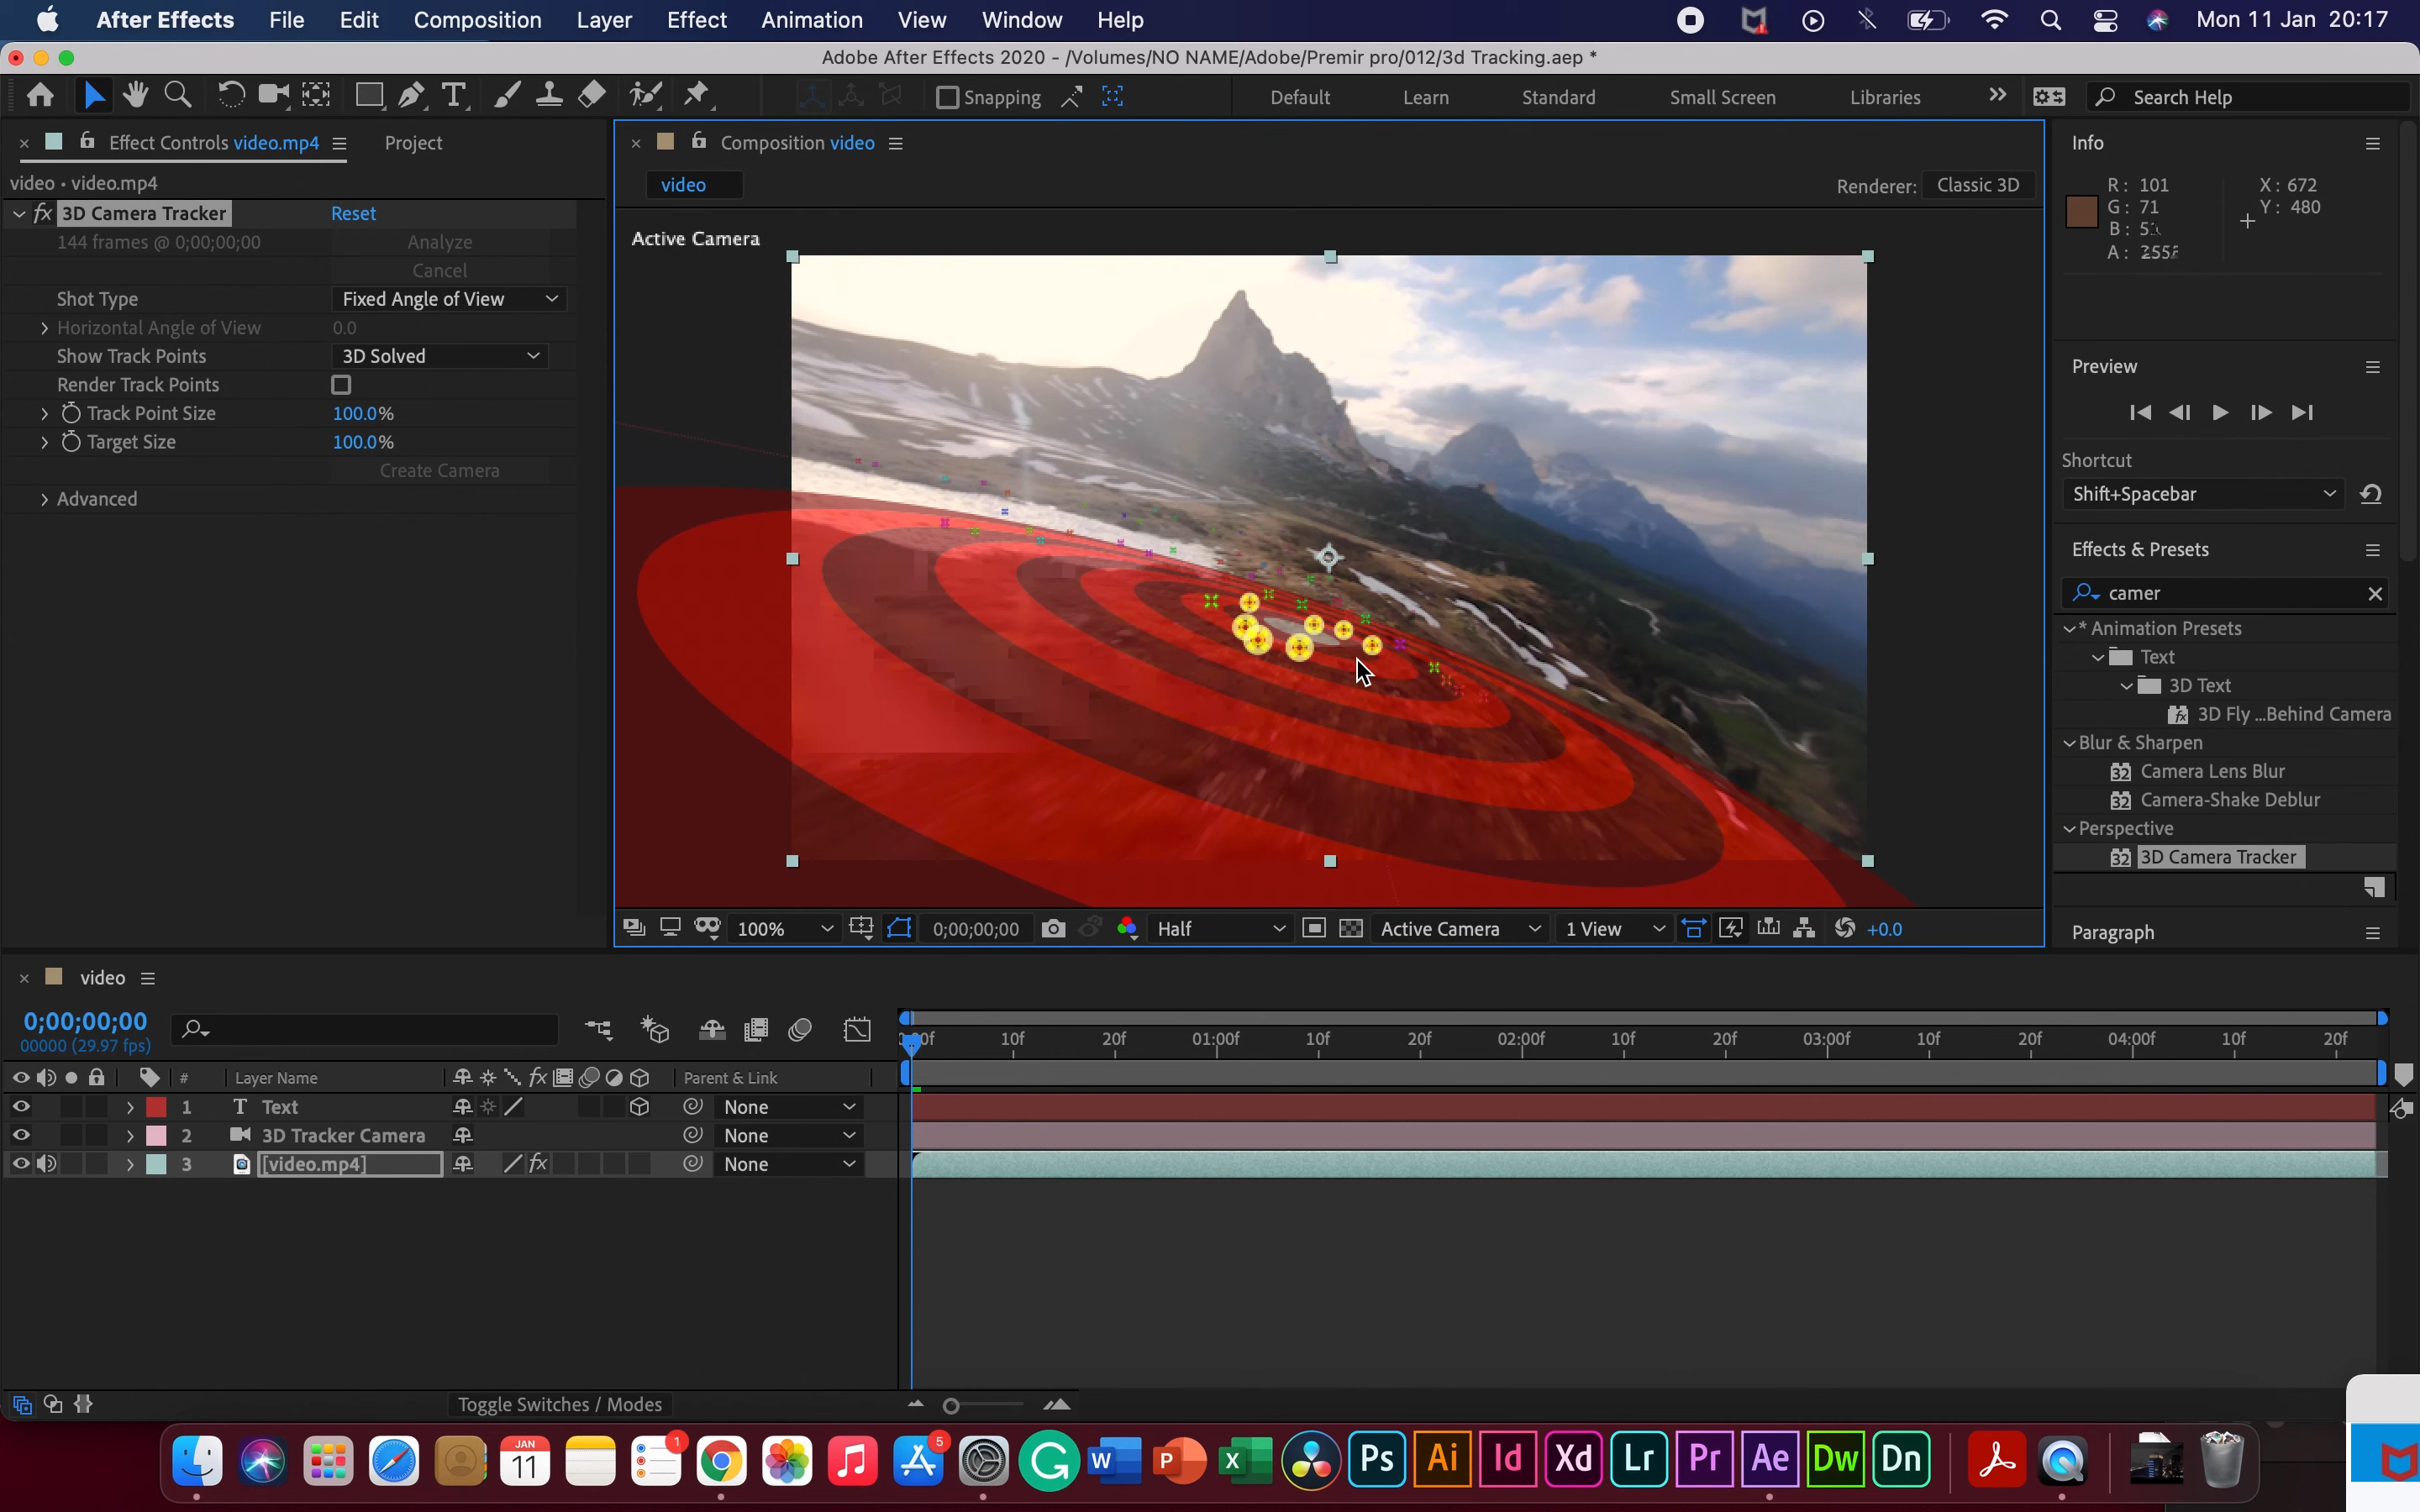 After Effects File Edit Composition Layer Effect Animation View Window Help Mon 11 Jan 20:17
Adobe After Effects 2020 - /Volumes/NO NAME/Adobe/Premir pro/012/3d Tracking.aep *
Snapping Default Learn Standard Small Screen Libraries Search Help
Effect Controls video.mp4 Project
video • video.mp4
fx 3D Camera Tracker Reset
144 frames @ 0;00;00;00 Analyze
Cancel
Shot Type Fixed Angle of View
Horizontal Angle of View 0.0
Show Track Points 3D Solved
Render Track Points
Track Point Size 100.0%
Target Size 100.0%
Create Camera
Advanced
Composition video
video Renderer: Classic 3D
Active Camera
100% 0;00;00;00 Half Active Camera 1 View +0.0
Info
R: 101 X: 672
G: 71 Y: 480
B:
A:
Preview
Shortcut
Shift+Spacebar
Effects & Presets
camer
* Animation Presets
Text
3D Text
3D Fly ...Behind Camera
Blur & Sharpen
32 Camera Lens Blur
32 Camera-Shake Deblur
Perspective
32 3D Camera Tracker
Paragraph
video
0;00;00;00
00000 (29.97 fps)
10f 20f 01:00f 10f 20f 02:00f 10f 20f 03:00f 10f 20f 04:00f 10f 20f
# Layer Name fx Parent & Link
1 T Text None
2 3D Tracker Camera None
3 [video.mp4] fx None
Toggle Switches / Modes
JAN
11
1
5
W P X Ps Ai Id Xd Lr Pr Ae Dw Dn